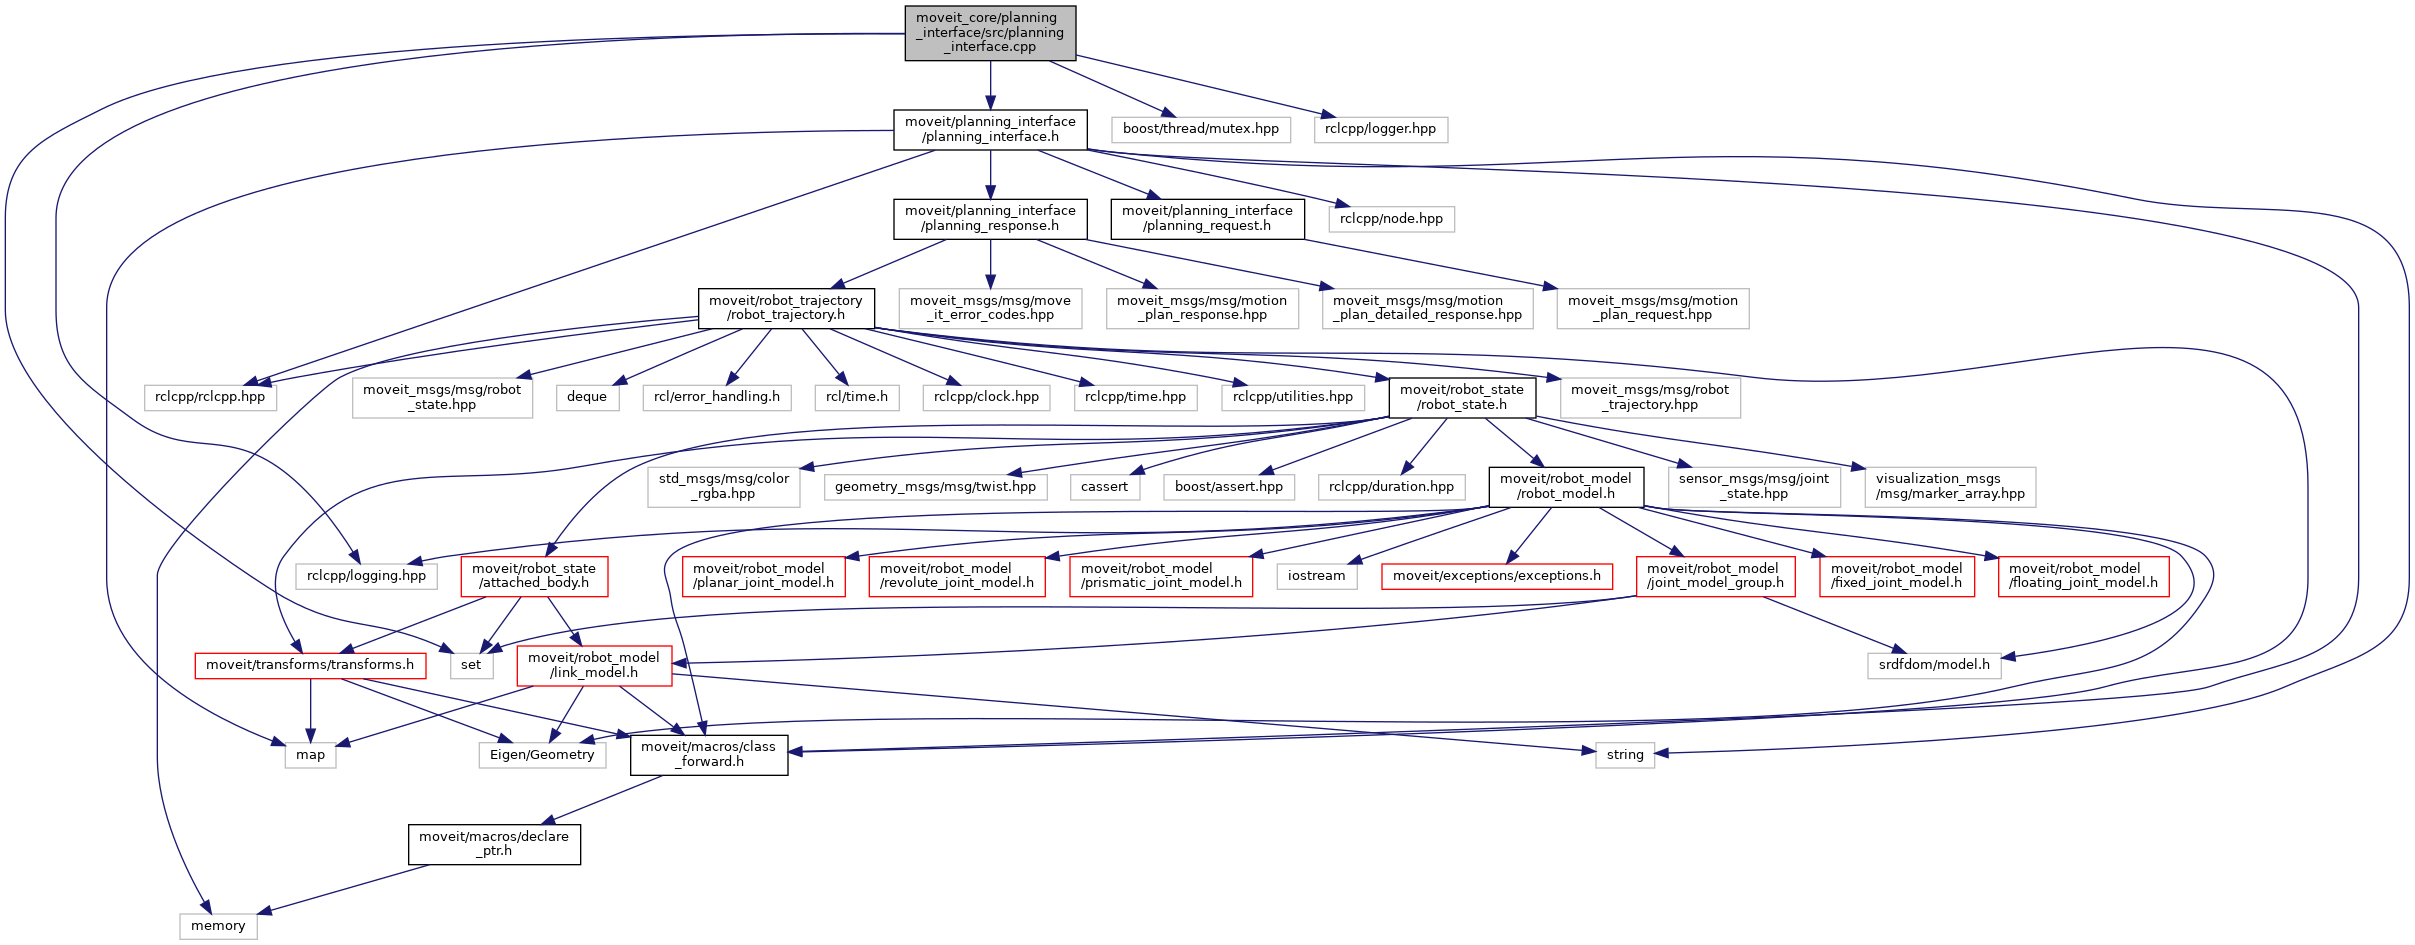 moveit_core/planning
_interface/src/planning
_interface.cpp
moveit/planning_interface
/planning_interface.h
boost/thread/mutex.hpp
rclcpp/logger.hpp
moveit/planning_interface
/planning_response.h
moveit/planning_interface
/planning_request.h
rclcpp/node.hpp
moveit/robot_trajectory
/robot_trajectory.h
moveit_msgs/msg/move
_it_error_codes.hpp
moveit_msgs/msg/motion
_plan_response.hpp
moveit_msgs/msg/motion
_plan_detailed_response.hpp
moveit_msgs/msg/motion
_plan_request.hpp
rclcpp/rclcpp.hpp
moveit_msgs/msg/robot
_state.hpp
deque
rcl/error_handling.h
rcl/time.h
rclcpp/clock.hpp
rclcpp/time.hpp
rclcpp/utilities.hpp
moveit/robot_state
/robot_state.h
moveit_msgs/msg/robot
_trajectory.hpp
std_msgs/msg/color
_rgba.hpp
geometry_msgs/msg/twist.hpp
cassert
boost/assert.hpp
rclcpp/duration.hpp
moveit/robot_model
/robot_model.h
sensor_msgs/msg/joint
_state.hpp
visualization_msgs
/msg/marker_array.hpp
rclcpp/logging.hpp
moveit/robot_state
/attached_body.h
moveit/robot_model
/planar_joint_model.h
moveit/robot_model
/revolute_joint_model.h
moveit/robot_model
/prismatic_joint_model.h
iostream
moveit/exceptions/exceptions.h
moveit/robot_model
/joint_model_group.h
moveit/robot_model
/fixed_joint_model.h
moveit/robot_model
/floating_joint_model.h
moveit/transforms/transforms.h
set
moveit/robot_model
/link_model.h
srdfdom/model.h
map
Eigen/Geometry
moveit/macros/class
_forward.h
string
moveit/macros/declare
_ptr.h
memory